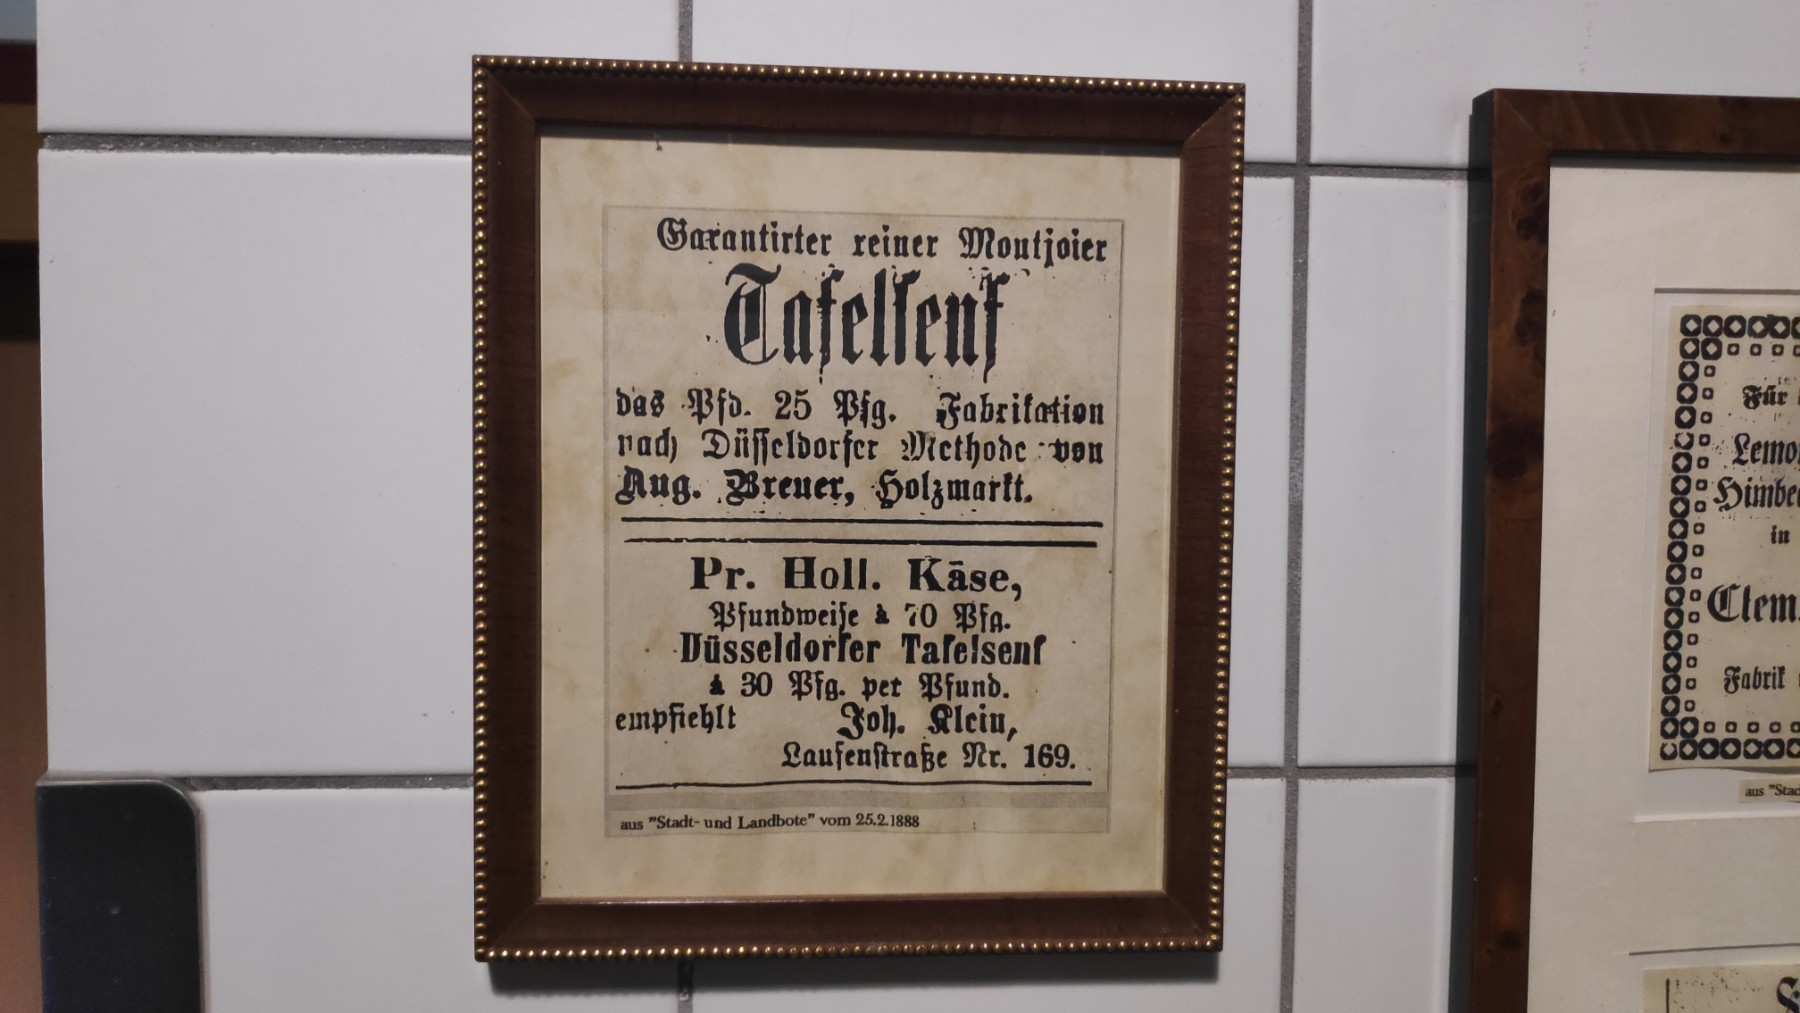 Garantirter reiner Montjoier
Tafelsenf
das Pfd. 25 Pfg. Fabrikation
nach Düsseldorfer Methode von
Aug. Breuer, Holzmarkt.
Pr. Holl. Käse,
Pfundweise à 70 Pfg.
Düsseldorfer Tafelsenf
à 30 Pfg. per Pfund.
empfiehlt Joh. Klein,
Laufenstraße Nr. 169.
aus "Stadt- und Landbote" vom 25.2.1888
Für
Lemo
Himbe
in
Clem
Fabrik
aus "Stad